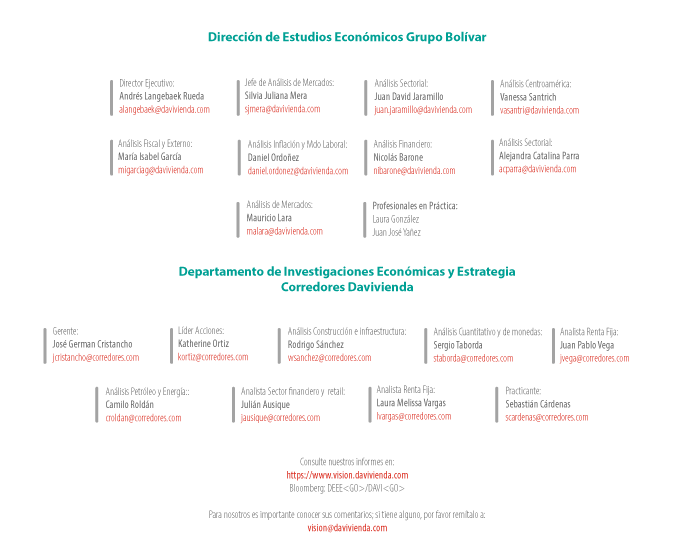 Dirección de Estudios Económicos Grupo Bolívar
Director Ejecutivo:
Andrés Langebaek Rueda
alangebaek@davivienda.com
Jefe de Análisis de Mercados:
Silvia Juliana Mera
sjmera@davivienda.com
Análisis Sectorial:
Juan David Jaramillo
juan.jaramillo@davivienda.com
Análisis Centroamérica:
Vanessa Santrich
vasantri@davivienda.com
Análisis Fiscal y Externo:
María Isabel García
migarciag@davivienda.com
Análisis Inflación y Mdo Laboral:
Daniel Ordoñez
daniel.ordonez@davivienda.com
Análisis Financiero:
Nicolás Barone
nibarone@davivienda.com
Análisis Sectorial:
Alejandra Catalina Parra
acparra@davivienda.com
Análisis de Mercados:
Mauricio Lara
malara@davivienda.com
Profesionales en Práctica:
Laura González
Juan José Yañez
Departamento de Investigaciones Económicas y Estrategia
Corredores Davivienda
Gerente:
José German Cristancho
jcristancho@corredores.com
Líder Acciones:
Katherine Ortiz
kortiz@corredores.com
Análisis Construcción e infraestructura:
Rodrigo Sánchez
wsanchez@corredores.com
Análisis Cuantitativo y de monedas:
Sergio Taborda
staborda@corredores.com
Analista Renta Fija:
Juan Pablo Vega
jvega@corredores.com
Análisis Petróleo y Energía::
Camilo Roldán
croldan@corredores.com
Analista Sector financiero y retail:
Julián Ausique
jausique@corredores.com
Analista Renta Fija:
Laura Melissa Vargas
lvargas@corredores.com
Practicante:
Sebastián Cárdenas
scardenas@corredores.com
Consulte nuestros informes en:
https://www.vision.davivienda.com
Bloomberg: DEEE<GO>/DAVI<GO>
Para nosotros es importante conocer sus comentarios; si tiene alguno, por favor remítalo a:
vision@davivienda.com